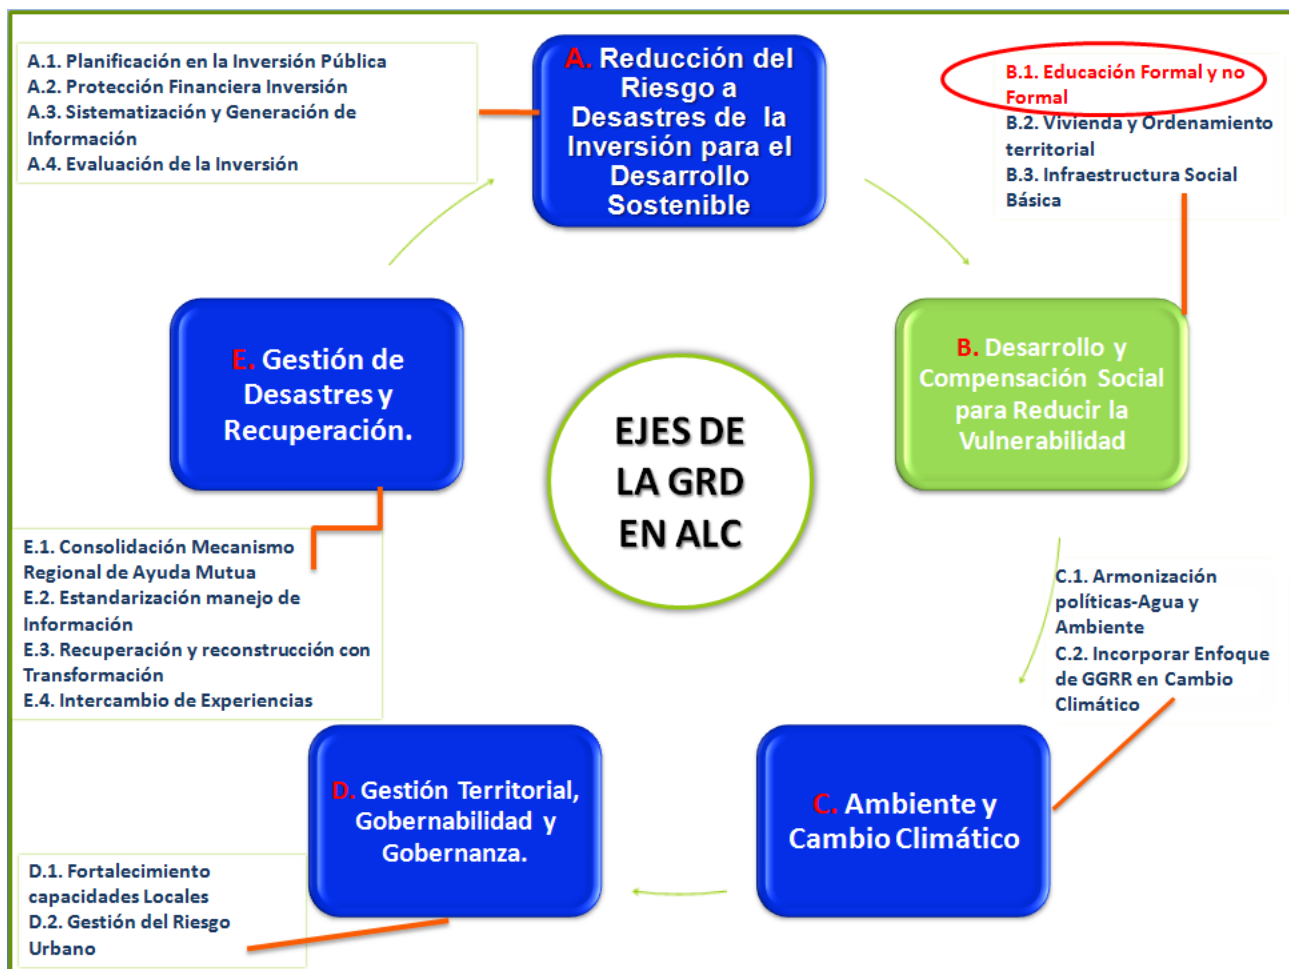 A.1. Planificación en la Inversión Pública
A.2. Protección Financiera Inversión
A.3. Sistematización y Generación de
Información
A.4. Evaluación de la Inversión
A. Reducción del
Riesgo a
Desastres de la
Inversión para el
Desarrollo
Sostenible
B.1. Educación Formal y no
Formal
B.2. Vivienda y Ordenamiento
territorial
B.3. Infraestructura Social
Básica
E. Gestión de
Desastres y
Recuperación.
EJES DE
LA GRD
EN ALC
B. Desarrollo y
Compensación Social
para Reducir la
Vulnerabilidad
E.1. Consolidación Mecanismo
Regional de Ayuda Mutua
E.2. Estandarización manejo de
Información
E.3. Recuperación y reconstrucción con
Transformación
E.4. Intercambio de Experiencias
C.1. Armonización
políticas-Agua y
Ambiente
C.2. Incorporar Enfoque
de GGRR en Cambio
Climático
D. Gestión Territorial,
Gobernabilidad y
Gobernanza.
C. Ambiente y
Cambio Climático
D.1. Fortalecimiento
capacidades Locales
D.2. Gestión del Riesgo
Urbano